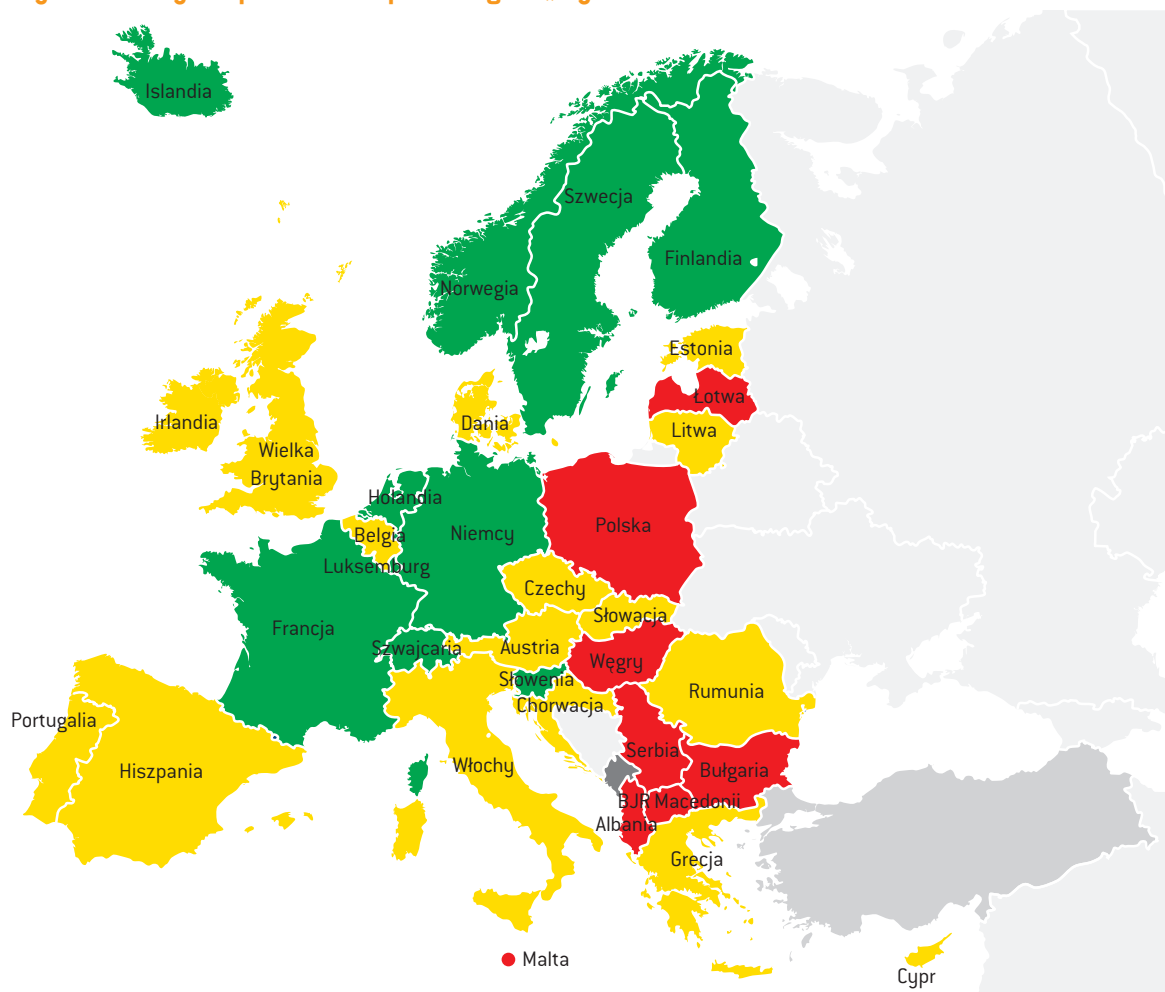 Islandia
Szwecja
Finlandia
Norwegia
Estonia
Łotwa
Irlandia
Dania
Litwa
Wielka
Brytania
Holandia
Polska
Belgia
Niemcy
Luksemburg
Czechy
Słowacja
Francja
Szwajcaria
Austria
Węgry
Słowenia
Rumunia
Chorwacja
Portugalia
Serbia
Hiszpania
Włochy
Bułgaria
BJR Macedonii
Albania
Grecja
Malta
Cypr